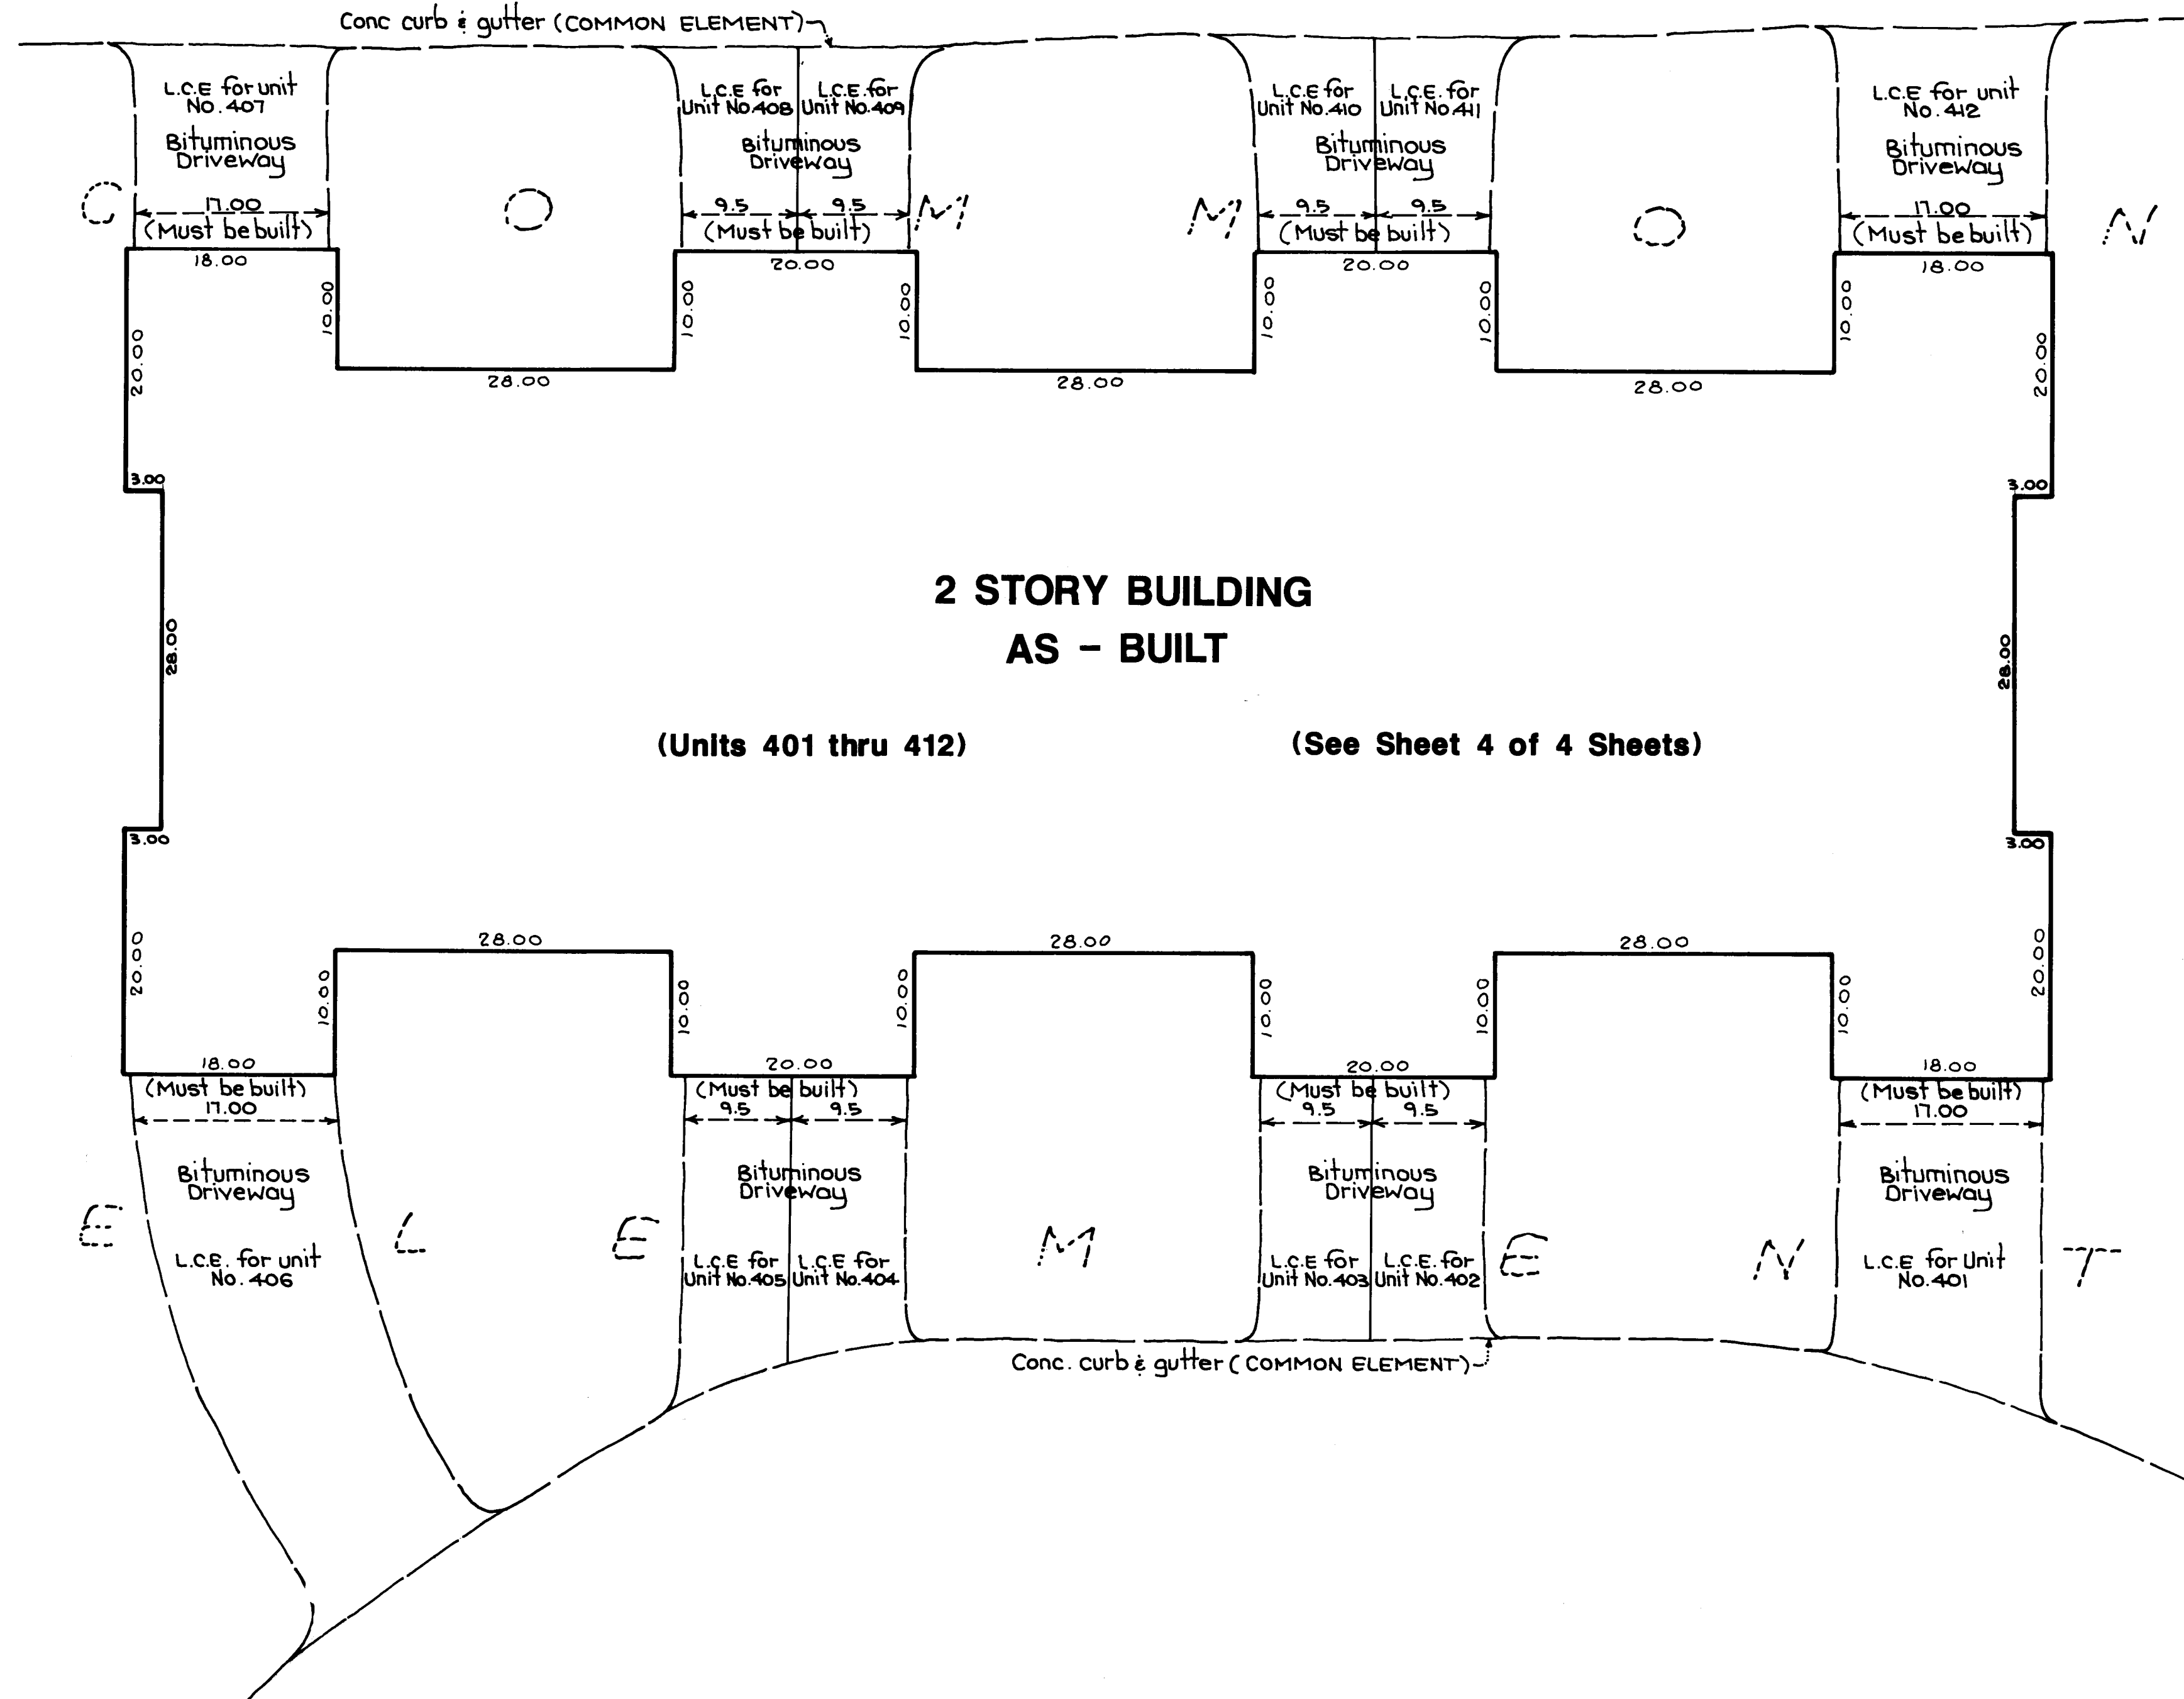 Conc curb & gutter (COMMON ELEMENT)
L.C.E for unit
No. 407
Bituminous
Driveway
17.00
(Must be built)
18.00
L.C.E for
Unit No.408
L.C.E. for
Unit No.409
Bituminous
Driveway
9.5
9.5
(Must be built)
20.00
L.C.E for
Unit No.410
L.C.E. for
Unit No.411
Bituminous
Driveway
9.5
9.5
(Must be built)
20.00
L.C.E for unit
No. 412
Bituminous
Driveway
17.00
(Must be built)
18.00
C O M M O N
10.00
10.00
10.00
10.00
10.00
10.00
20.00
20.00
28.00
28.00
28.00
3.00
3.00
2 STORY BUILDING
AS - BUILT
28.00
28.00
(Units 401 thru 412)
(See Sheet 4 of 4 Sheets)
3.00
3.00
28.00
28.00
28.00
20.00
10.00
10.00
10.00
10.00
10.00
10.00
20.00
18.00
(Must be built)
17.00
Bituminous
Driveway
L.C.E. for unit
No. 406
20.00
(Must be built)
9.5
9.5
Bituminous
Driveway
L.C.E for
Unit No.405
L.C.E for
Unit No.404
20.00
(Must be built)
9.5
9.5
Bituminous
Driveway
L.C.E for
Unit No.403
L.C.E. for
Unit No.402
18.00
(Must be built)
17.00
Bituminous
Driveway
L.C.E for Unit
No.401
E L E M E N T
Conc. curb & gutter (COMMON ELEMENT)